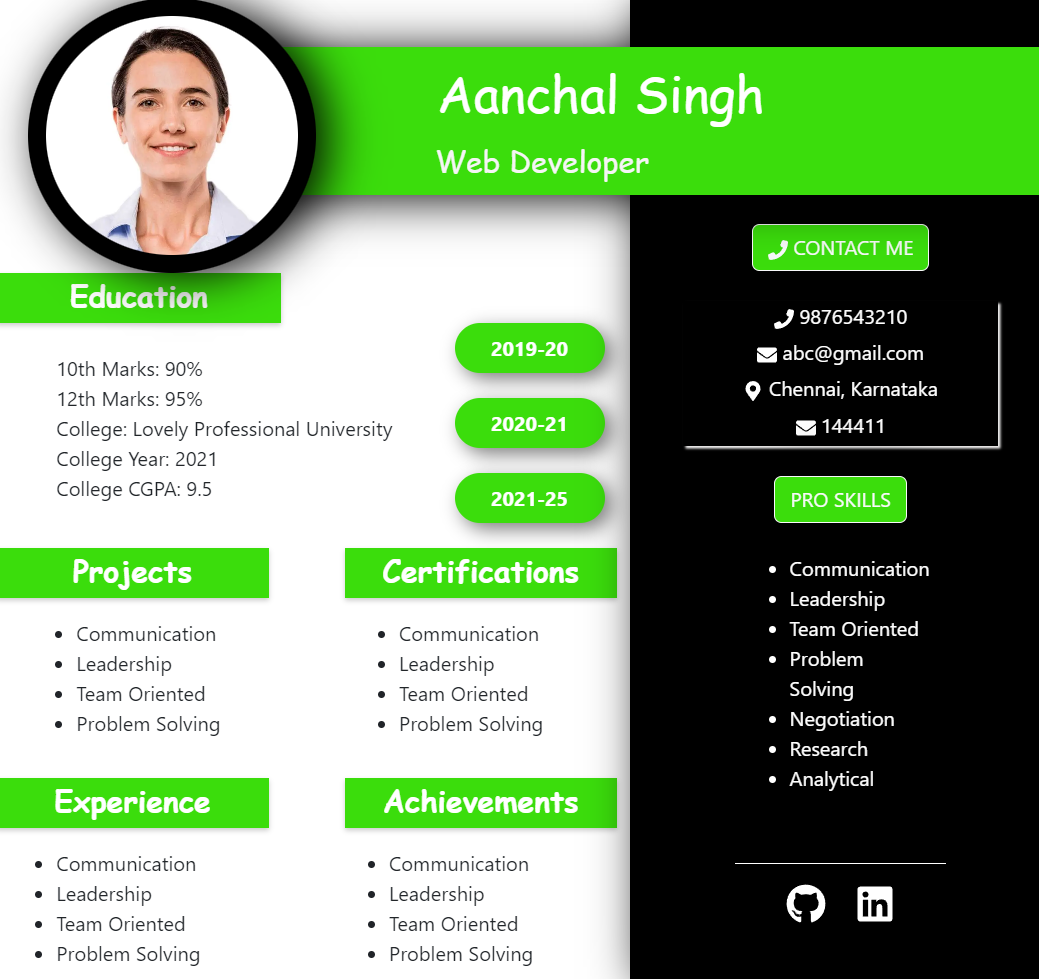 Aanchal Singh
Web Developer
Education
10th Marks: 90%
12th Marks: 95%
College: Lovely Professional University
College Year: 2021
College CGPA: 9.5
2019-20
2020-21
2021-25
Projects
Communication
Leadership
Team Oriented
Problem Solving
Certifications
Communication
Leadership
Team Oriented
Problem Solving
Experience
Communication
Leadership
Team Oriented
Problem Solving
Achievements
Communication
Leadership
Team Oriented
Problem Solving
CONTACT ME
9876543210
abc@gmail.com
Chennai, Karnataka
144411
PRO SKILLS
Communication
Leadership
Team Oriented
Problem
Solving
Negotiation
Research
Analytical
in